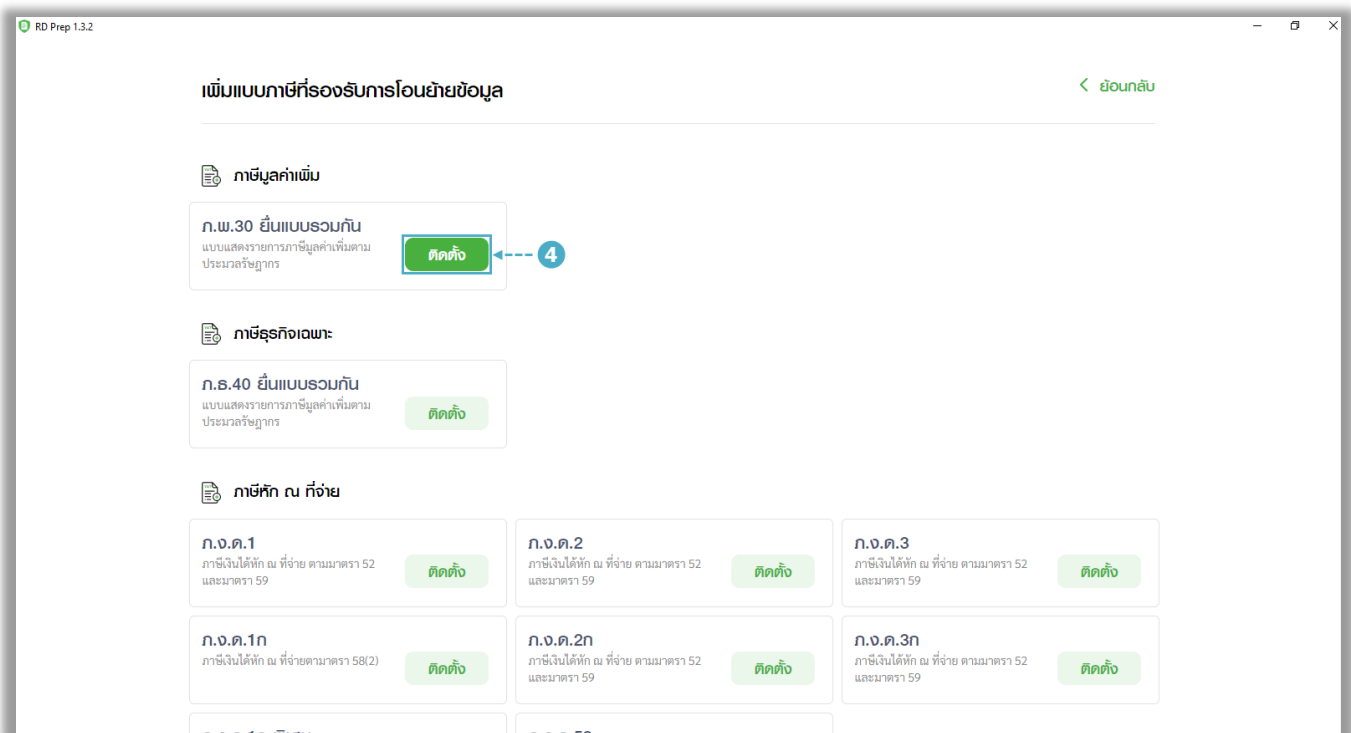 RD Prep 1.3.2
เพิ่มแบบภาษีที่รองรับการโอนย้ายข้อมูล
ย้อนกลับ
ภาษีมูลค่าเพิ่ม
ภ.พ.30 ยื่นแบบรวมกัน
แบบแสดงรายการภาษีมูลค่าเพิ่มตาม
ประมวลรัษฎากร
ติดตั้ง
4
ภาษีธุรกิจเฉพาะ
ภ.ธ.40 ยื่นแบบรวมกัน
แบบแสดงรายการภาษีมูลค่าเพิ่มตาม
ประมวลรัษฎากร
ติดตั้ง
ภาษีหัก ณ ที่จ่าย
ภ.ง.ด.1
ภาษีเงินได้หัก ณ ที่จ่าย ตามมาตรา 52
และมาตรา 59
ติดตั้ง
ภ.ง.ด.2
ภาษีเงินได้หัก ณ ที่จ่าย ตามมาตรา 52
และมาตรา 59
ติดตั้ง
ภ.ง.ด.3
ภาษีเงินได้หัก ณ ที่จ่าย ตามมาตรา 52
และมาตรา 59
ติดตั้ง
ภ.ง.ด.1ก
ภาษีเงินได้หัก ณ ที่จ่ายตามาตรา 58(2)
ติดตั้ง
ภ.ง.ด.2ก
ภาษีเงินได้หัก ณ ที่จ่าย ตามมาตรา 52
และมาตรา 59
ติดตั้ง
ภ.ง.ด.3ก
ภาษีเงินได้หัก ณ ที่จ่าย ตามมาตรา 52
และมาตรา 59
ติดตั้ง